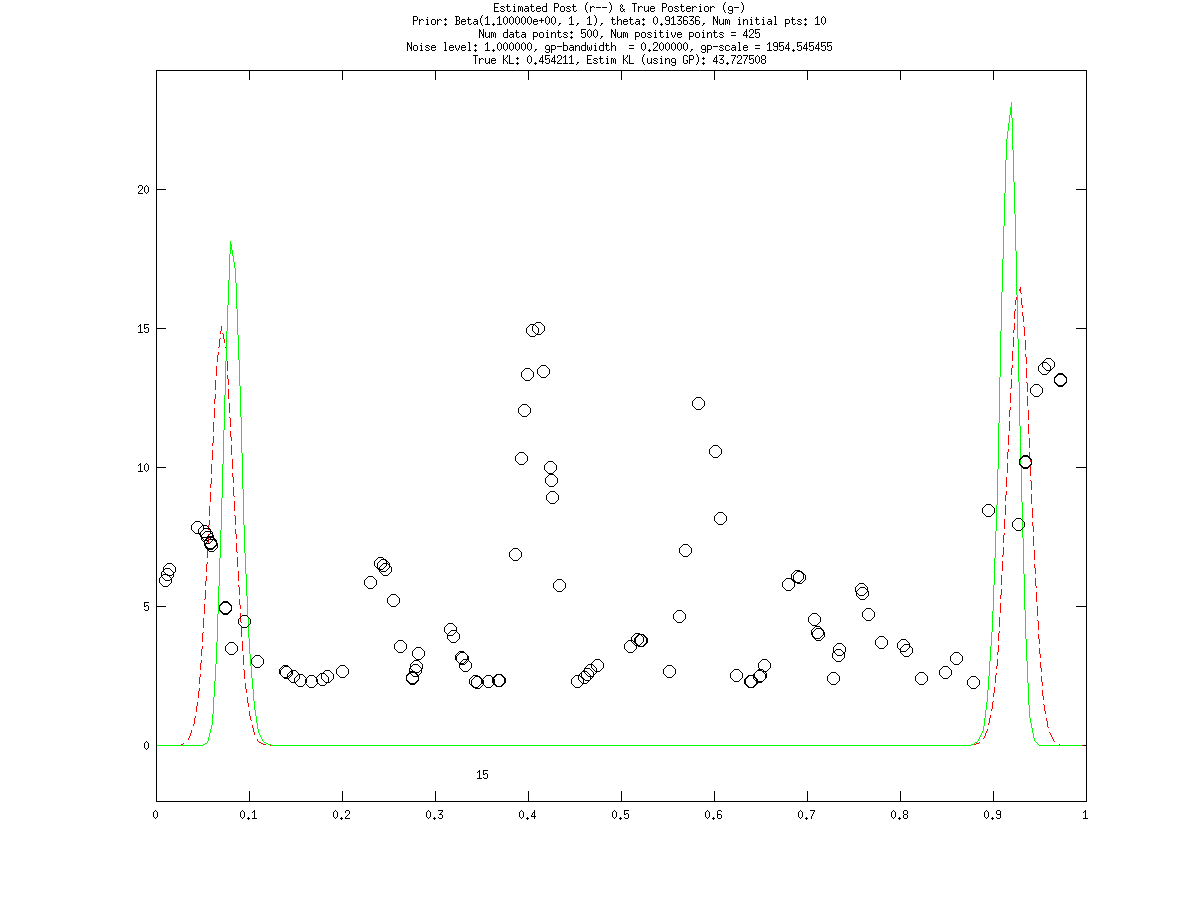 Estimated Post (r--) & True Posterior (g-)
Prior: Beta(1.100000e+00, 1, 1), theta: 0.913636, Num initial pts: 10
Num data points: 500, Num positive points = 425
Noise level: 1.000000, gp-bandwidth  = 0.200000, gp-scale = 1954.545455
True KL: 0.454211, Estim KL (using GP): 43.727508
20
15
10
5
0
15
0 0.1 0.2 0.3 0.4 0.5 0.6 0.7 0.8 0.9 1